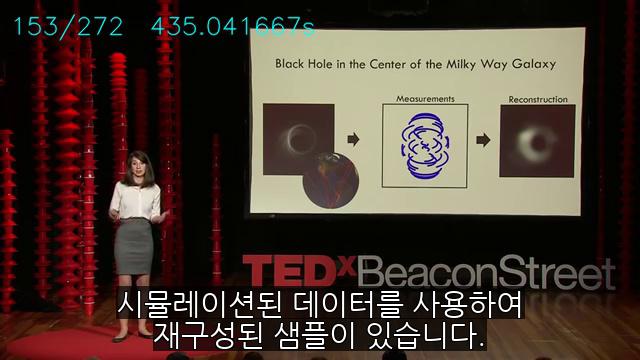 153/272 435.041667s
Black Hole in the Center of the Milky Way Galaxy
Measurements
Reconstruction
TEDxBeaconStreet
시뮬레이션된 데이터를 사용하여
재구성된 샘플이 있습니다.